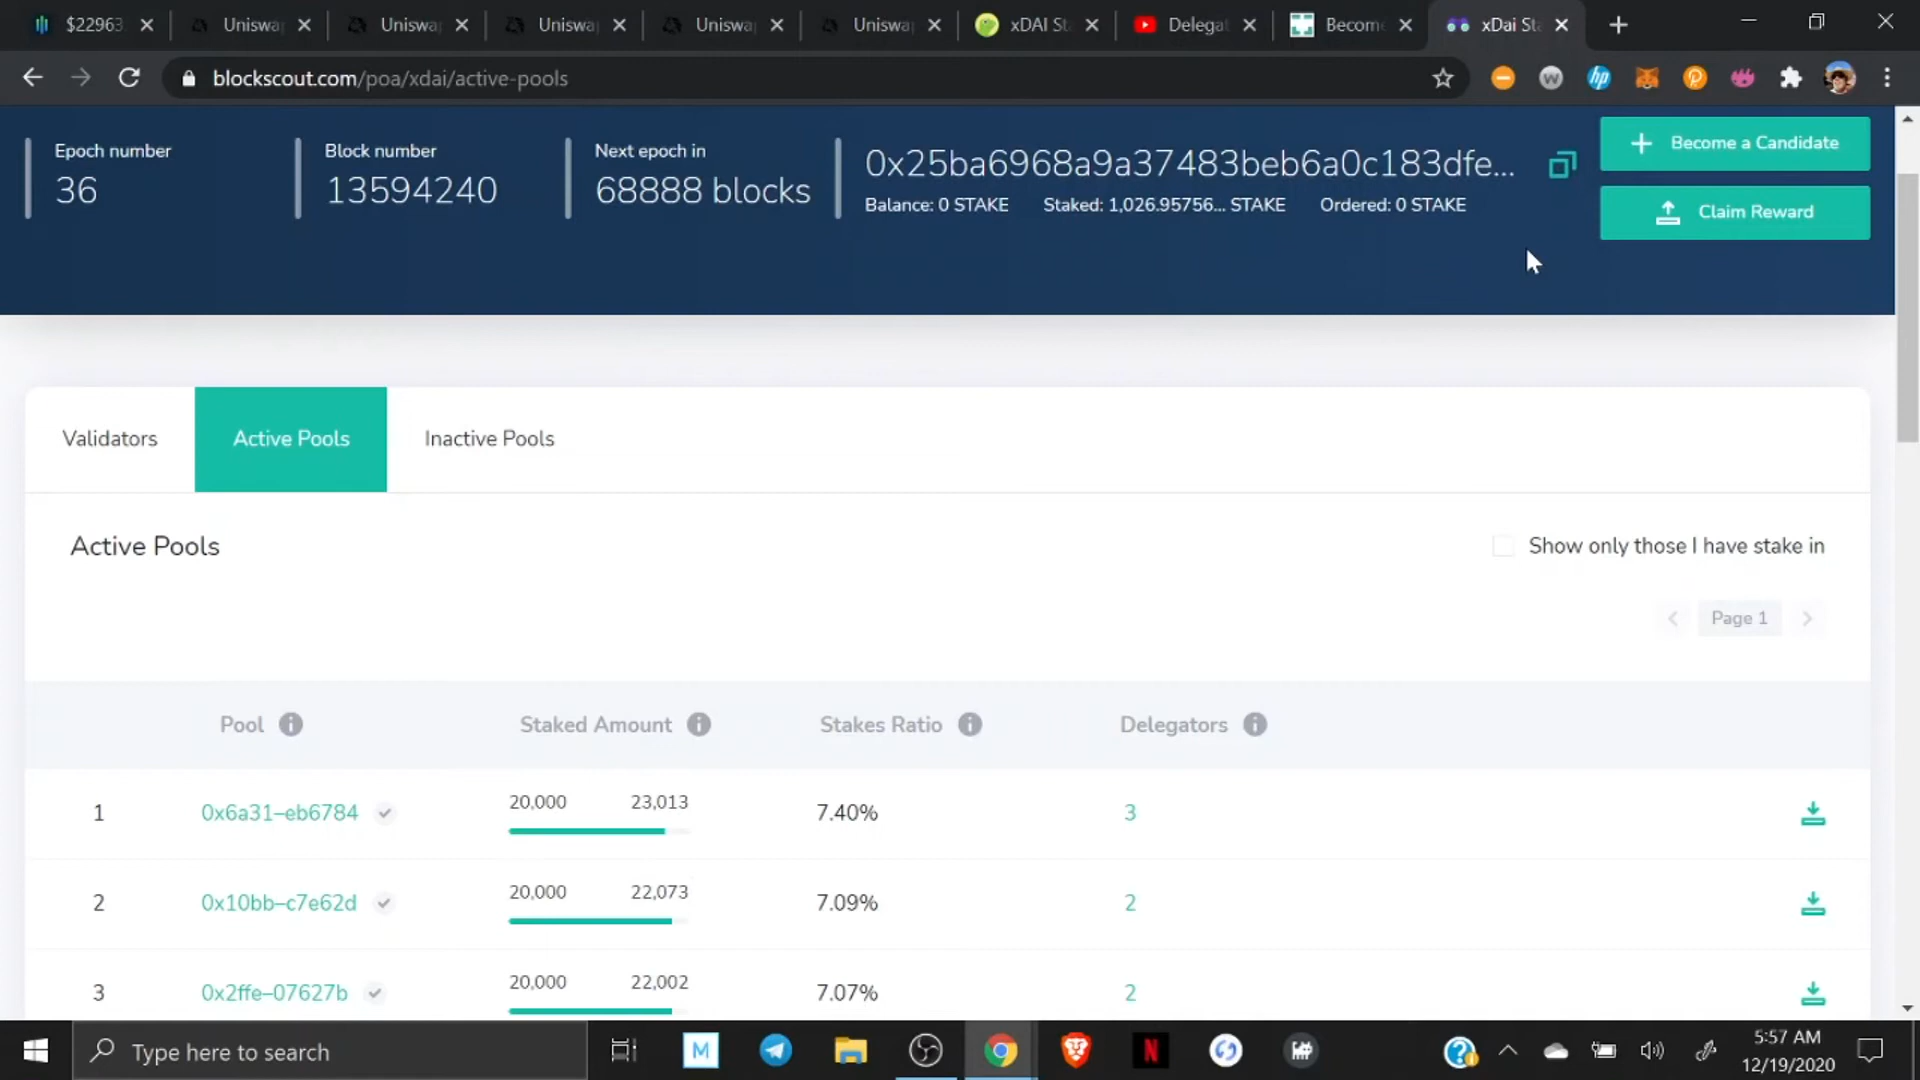 $22963
Uniswa
Uniswa
Uniswa
Uniswa
Uniswa
xDAI Sta
Delegat
Become
xDai Sta
blockscout.com/poa/xdai/active-pools
Epoch number
36
Block number
13594240
Next epoch in
68888 blocks
0x25ba6968a9a37483beb6a0c183dfe...
Balance: 0 STAKE Staked: 1,026.95756... STAKE Ordered: 0 STAKE
Become a Candidate
Claim Reward
Validators Active Pools Inactive Pools
Active Pools
Show only those I have stake in
Page 1
Pool Staked Amount Stakes Ratio Delegators
1 0x6a31–eb6784 20,000 23,013 7.40% 3
2 0x10bb–c7e62d 20,000 22,073 7.09% 2
3 0x2ffe–07627b 20,000 22,002 7.07% 2
Type here to search
5:57 AM
12/19/2020